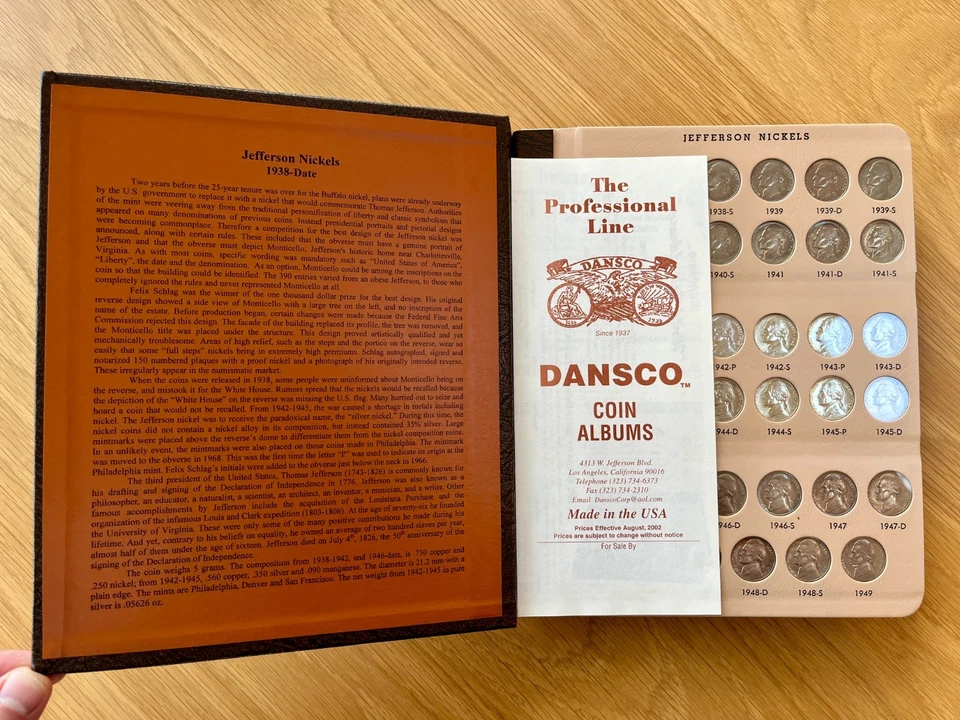 Jefferson Nickels
1938-Date
Two years before the 25-year tenure was over for the Buffalo nickel, plans were already underway
by the U.S. government to replace it with a nickel that would commemorate Thomas Jefferson. Authorities
of the mint were veering away from the traditional personification of liberty and classic symbolism that
appeared on many denominations of previous coins. Instead presidential portraits and pictorial designs
were becoming commonplace. Therefore a competition for the best design of the Jefferson nickel was
announced, along with certain rules. These included that the obverse must have a genuine portrait of
Jefferson and that the obverse must depict Monticello, Jefferson's historic home near Charlottesville,
Virginia. As with most coins, specific wording was mandatory such as "United States of America",
"Liberty", the date and the denomination. As an option, Monticello could be among the inscriptions on the
coin so that the building could be identified. The 390 entries varied from an obese Jefferson, to those who
completely ignored the rules and never represented Monticello at all.
Felix Schlag was the winner of the one thousand dollar prize for the best design. His original
reverse design showed a side view of Monticello with a large tree on the left, and no inscription of the
name of the estate. Before production began, certain changes were made because the Federal Fine Arts
Commission rejected this design. The facade of the building replaced its profile, the tree was removed, and
the Monticello title was placed under the structure. This design proved artistically qualified and yet
mechanically troublesome. Areas of high relief, such as the steps and the portico on the reverse, wear so
easily that some "full steps" nickels being in extremely high premiums. Schlag autographed, signed and
notarized 150 numbered plaques with a proof nickel and a photograph of his originally intended reverse.
These irregularly appear in the numismatic market.
When the coins were released in 1938, some people were uninformed about Monticello being on
the reverse, and mistook it for the White House. Rumors spread that the nickels would be recalled because
the depiction of the "White House" on the reverse was missing the U.S. flag. Many hurried out to seize and
hoard a coin that would not be recalled. From 1942-1945, the war caused a shortage in metals including
nickel. The Jefferson nickel was to receive the paradoxical name, the "silver nickel." During this time, the
nickel coins did not contain a nickel alloy in its composition, but instead contained 35% silver. Large
mintmarks were placed above the reverse's dome to differentiate them from the nickel composition coins.
In an unlikely event, the mintmarks were also placed on those coins made in Philadelphia. The mintmark
was moved to the obverse in 1968. This was the first time the letter "P" was used to indicate its origin at the
Philadelphia mint. Felix Schlag's initials were added to the obverse just below the neck in 1966.
The third president of the United States, Thomas Jefferson (1743-1826) is commonly known for
his drafting and signing of the Declaration of Independence in 1776. Jefferson was also known as a
philosopher, an educator, a naturalist, a scientist, an architect, an inventor, a musician, and a writer. Other
famous accomplishments by Jefferson include the acquisition of the Louisiana Purchase and the
organization of the infamous Louis and Clark expedition (1803-1806). At the age of seventy-six he founded
the University of Virginia. These were only some of the many positive contributions he made during his
lifetime. And yet, contrary to his beliefs on equality, he owned an average of two hundred slaves per year,
almost half of them under the age of sixteen. Jefferson died on July 4th, 1826, the 50th anniversary of the
signing of the Declaration of Independence.
The coin weighs 5 grams. The composition from 1938-1942, and 1946-date, is .750 copper and
.250 nickel; from 1942-1945, .560 copper, .350 silver and .090 manganese. The diameter is 21.2 mm with a
plain edge. The mints are Philadelphia, Denver and San Francisco. The net weight from 1942-1945 in pure
silver is .05626 oz.
The
Professional
Line
DANSCO
Since 1937
DANSCO TM
COIN
ALBUMS
4313 W. Jefferson Blvd.
Los Angeles, California 90016
Telephone (323) 734-6373
Fax (323) 734-2310
Email DanscoCorp@aol.com
Made in the USA
Prices Effective August, 2002
Prices are subject to change without notice
For Sale By
JEFFERSON NICKELS
1938-S 1939 1939-D 1939-S
940-S 1941 1941-D 1941-S
942-P 1942-S 1943-P 1943-D
944-D 1944-S 1945-P 1945-D
946-D 1946-S 1947 1947-D
1948-D 1948-S 1949